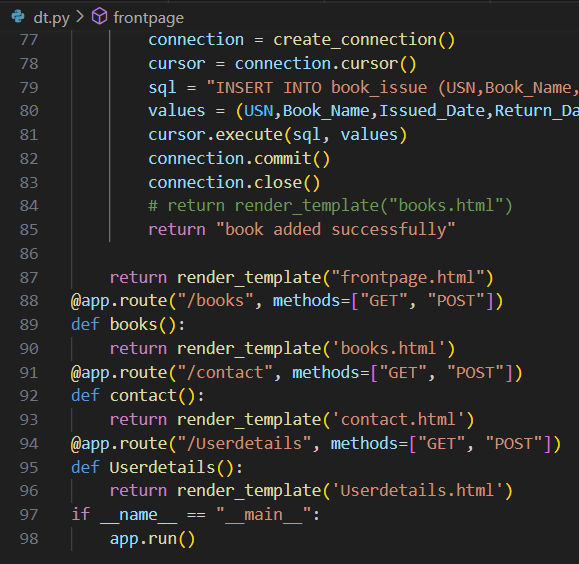 dt.py > frontpage
77 connection = create_connection()
78 cursor = connection.cursor()
79 sql = "INSERT INTO book_issue (USN,Book_Name,
80 values = (USN,Book_Name,Issued_Date,Return_Da
81 cursor.execute(sql, values)
82 connection.commit()
83 connection.close()
84 # return render_template("books.html")
85 return "book added successfully"
86
87 return render_template("frontpage.html")
88 @app.route("/books", methods=["GET", "POST"])
89 def books():
90 return render_template('books.html')
91 @app.route("/contact", methods=["GET", "POST"])
92 def contact():
93 return render_template('contact.html')
94 @app.route("/Userdetails", methods=["GET", "POST"])
95 def Userdetails():
96 return render_template('Userdetails.html')
97 if __name__ == "__main__":
98 app.run()